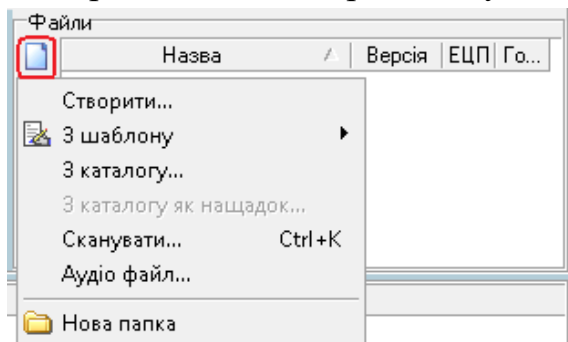 Файли
Назва Версія ЕЦП Го...
Створити...
З шаблону
З каталогу...
З каталогу як нащадок...
Сканувати... Ctrl+K
Аудіо файл...
Нова папка